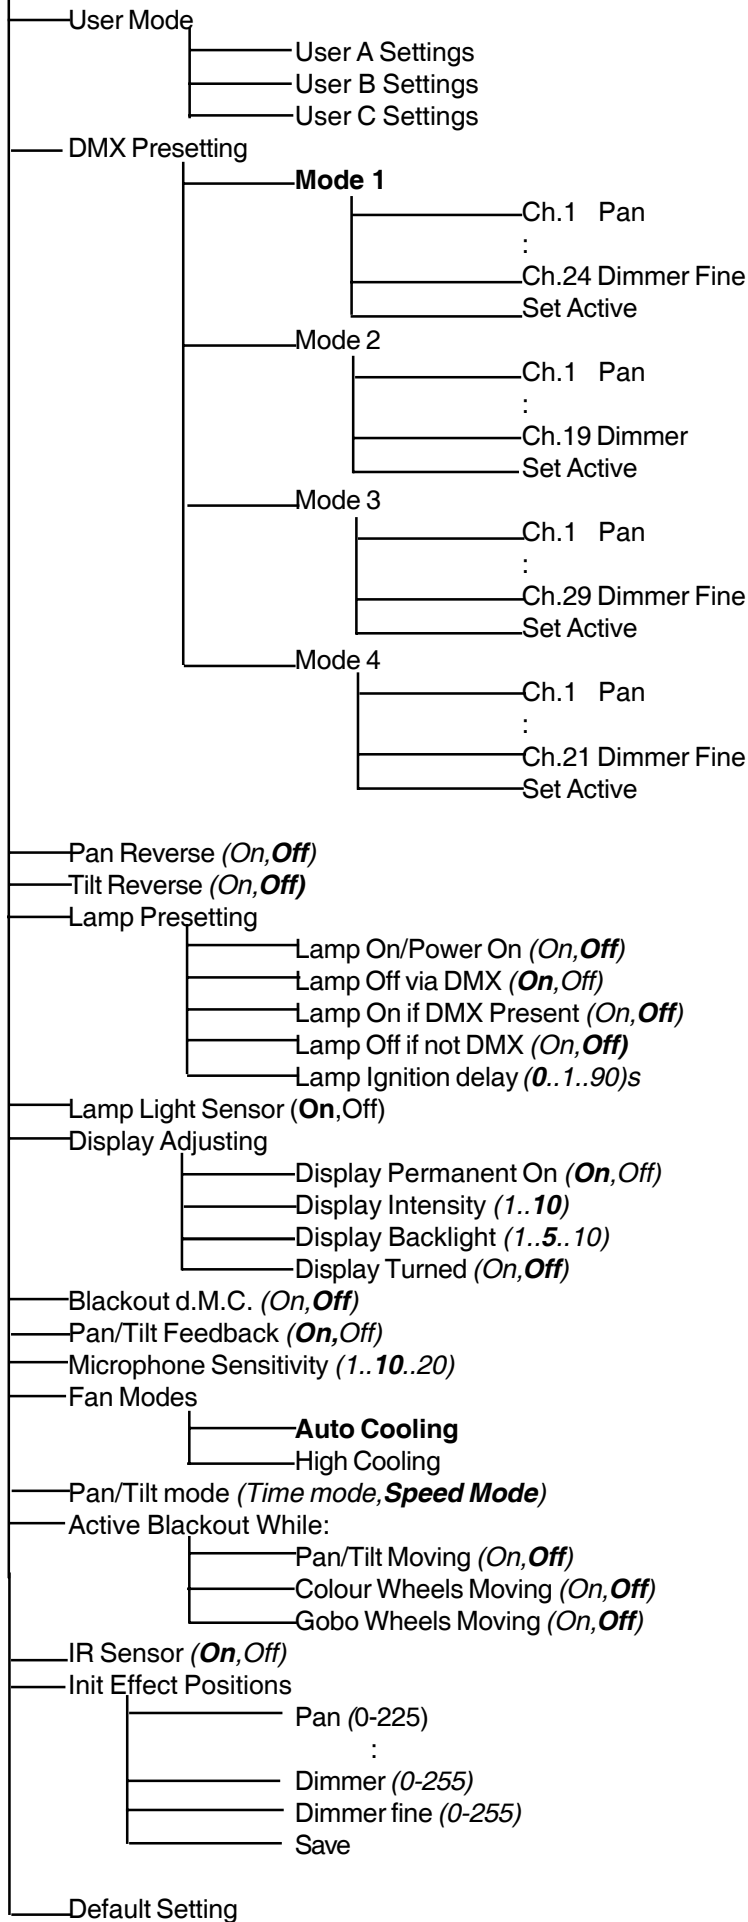 User Mode
User A Settings
User B Settings
User C Settings
DMX Presetting
Mode 1
Ch.1 Pan
:
Ch.24 Dimmer Fine
Set Active
Mode 2
Ch.1 Pan
:
Ch.19 Dimmer
Set Active
Mode 3
Ch.1 Pan
:
Ch.29 Dimmer Fine
Set Active
Mode 4
Ch.1 Pan
:
Ch.21 Dimmer Fine
Set Active
Pan Reverse (On,Off)
Tilt Reverse (On,Off)
Lamp Presetting
Lamp On/Power On (On,Off)
Lamp Off via DMX (On,Off)
Lamp On if DMX Present (On,Off)
Lamp Off if not DMX (On,Off)
Lamp Ignition delay (0..1..90)s
Lamp Light Sensor (On,Off)
Display Adjusting
Display Permanent On (On,Off)
Display Intensity (1..10)
Display Backlight (1..5..10)
Display Turned (On,Off)
Blackout d.M.C. (On,Off)
Pan/Tilt Feedback (On,Off)
Microphone Sensitivity (1..10..20)
Fan Modes
Auto Cooling
High Cooling
Pan/Tilt mode (Time mode,Speed Mode)
Active Blackout While:
Pan/Tilt Moving (On,Off)
Colour Wheels Moving (On,Off)
Gobo Wheels Moving (On,Off)
IR Sensor (On,Off)
Init Effect Positions
Pan (0-225)
:
Dimmer (0-255)
Dimmer fine (0-255)
Save
Default Setting